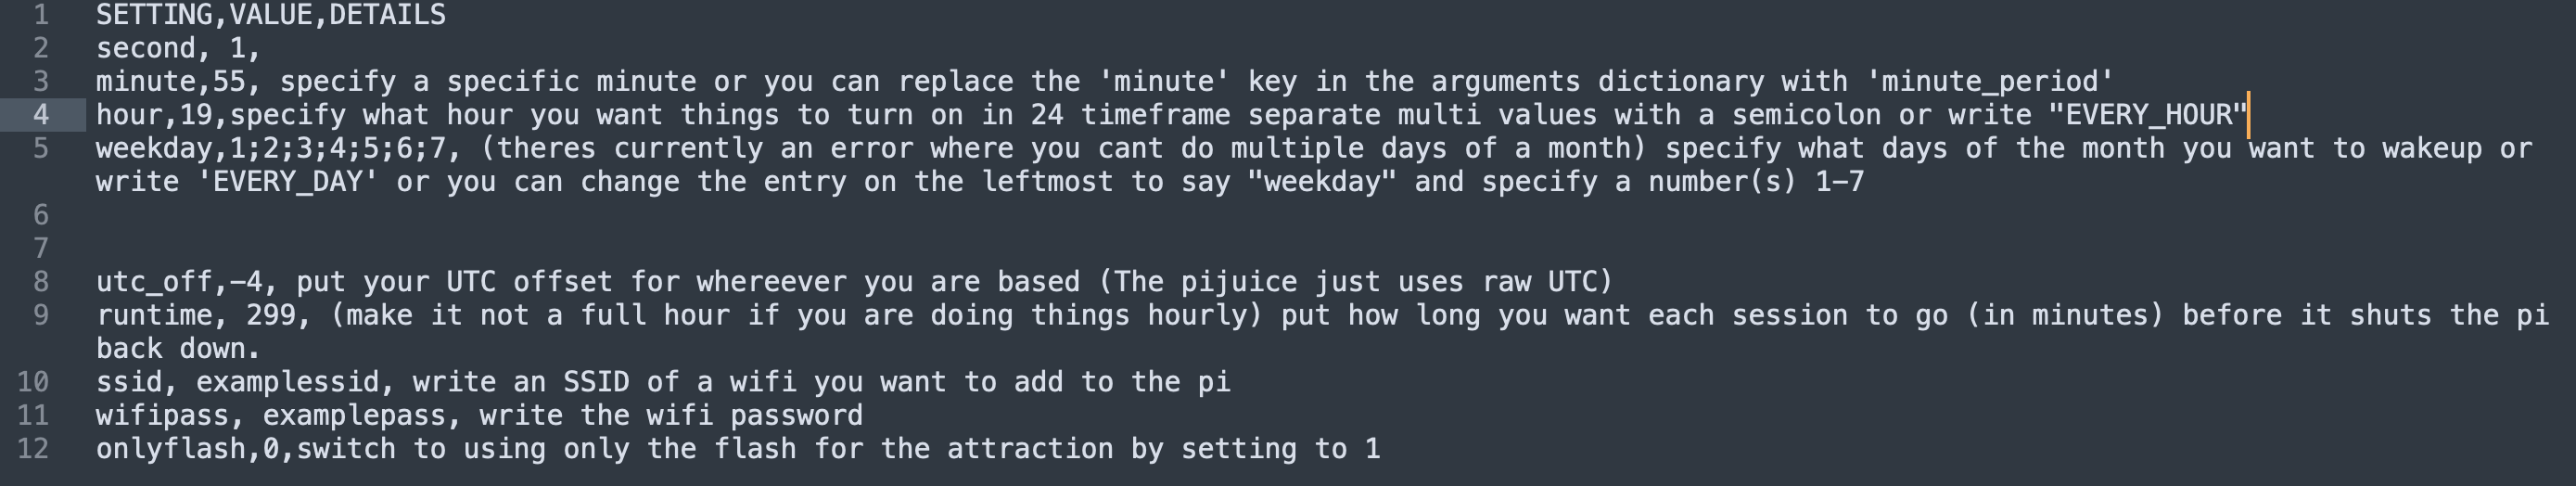 1 SETTING,VALUE,DETAILS
2 second, 1,
3 minute,55, specify a specific minute or you can replace the 'minute' key in the arguments dictionary with 'minute_period'
4 hour,19,specify what hour you want things to turn on in 24 timeframe separate multi values with a semicolon or write "EVERY_HOUR"
5 weekday,1;2;3;4;5;6;7, (theres currently an error where you cant do multiple days of a month) specify what days of the month you want to wakeup or
write 'EVERY_DAY' or you can change the entry on the leftmost to say "weekday" and specify a number(s) 1-7
6
7
8 utc_off,-4, put your UTC offset for whereever you are based (The pijuice just uses raw UTC)
9 runtime, 299, (make it not a full hour if you are doing things hourly) put how long you want each session to go (in minutes) before it shuts the pi
back down.
10 ssid, examplessid, write an SSID of a wifi you want to add to the pi
11 wifipass, examplepass, write the wifi password
12 onlyflash,0,switch to using only the flash for the attraction by setting to 1